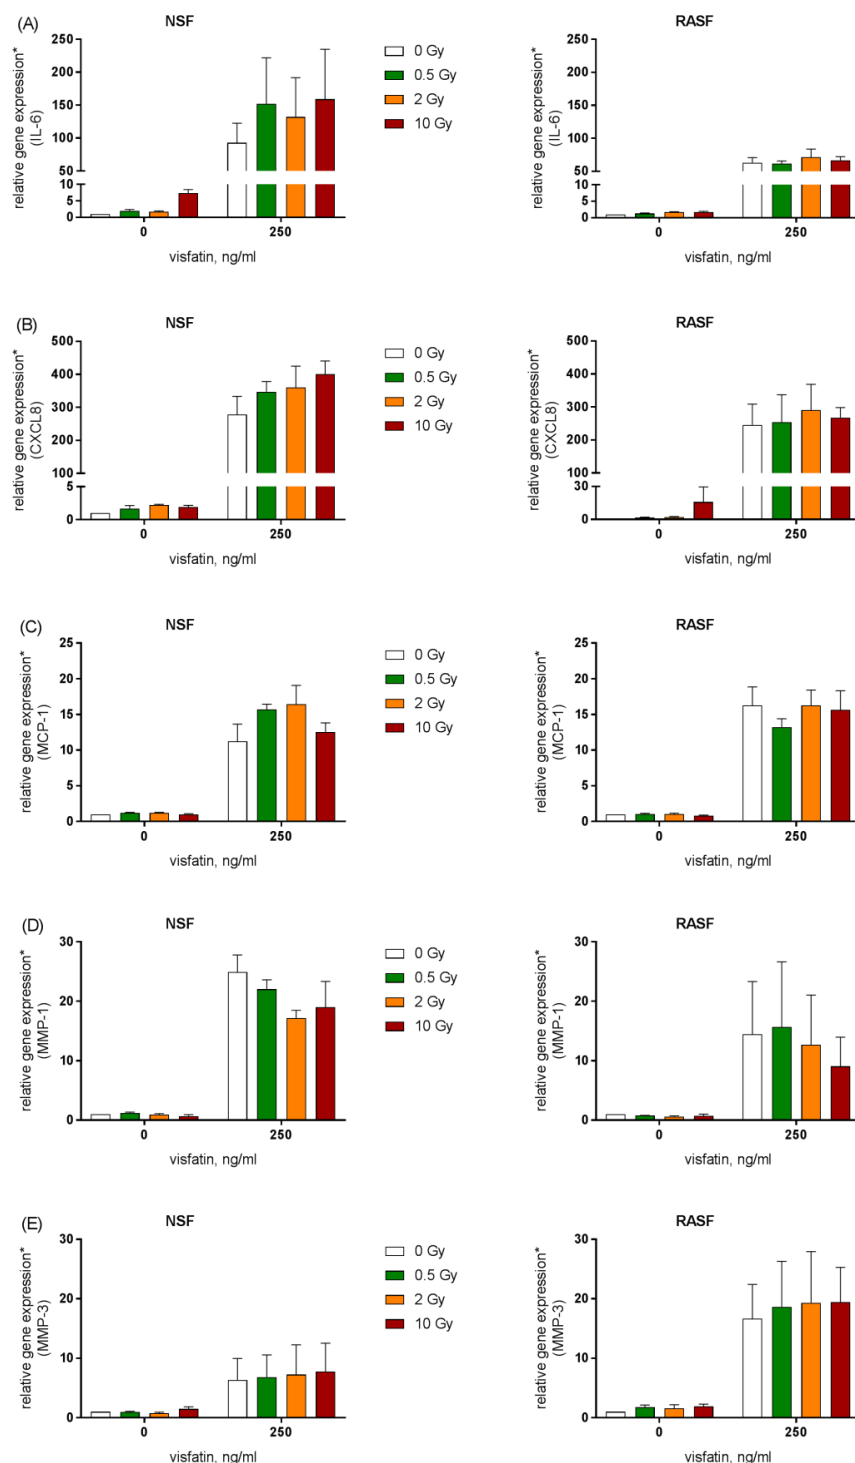 (A)
NSF
relative gene expression*
(IL-6)
250
200
150
100
50
10
5
0
0
250
visfatin, ng/ml
0 Gy
0.5 Gy
2 Gy
10 Gy
RASF
relative gene expression*
(IL-6)
250
200
150
100
50
10
5
0
0
250
visfatin, ng/ml
(B)
NSF
relative gene expression*
(CXCL8)
500
400
300
200
100
5
0
0
250
visfatin, ng/ml
0 Gy
0.5 Gy
2 Gy
10 Gy
RASF
relative gene expression*
(CXCL8)
500
400
300
200
100
30
0
0
250
visfatin, ng/ml
(C)
NSF
relative gene expression*
(MCP-1)
25
20
15
10
5
0
0
250
visfatin, ng/ml
0 Gy
0.5 Gy
2 Gy
10 Gy
RASF
relative gene expression*
(MCP-1)
25
20
15
10
5
0
0
250
visfatin, ng/ml
(D)
NSF
relative gene expression*
(MMP-1)
30
20
10
0
0
250
visfatin, ng/ml
0 Gy
0.5 Gy
2 Gy
10 Gy
RASF
relative gene expression*
(MMP-1)
30
20
10
0
0
250
visfatin, ng/ml
(E)
NSF
relative gene expression*
(MMP-3)
30
20
10
0
0
250
visfatin, ng/ml
0 Gy
0.5 Gy
2 Gy
10 Gy
RASF
relative gene expression*
(MMP-3)
30
20
10
0
0
250
visfatin, ng/ml